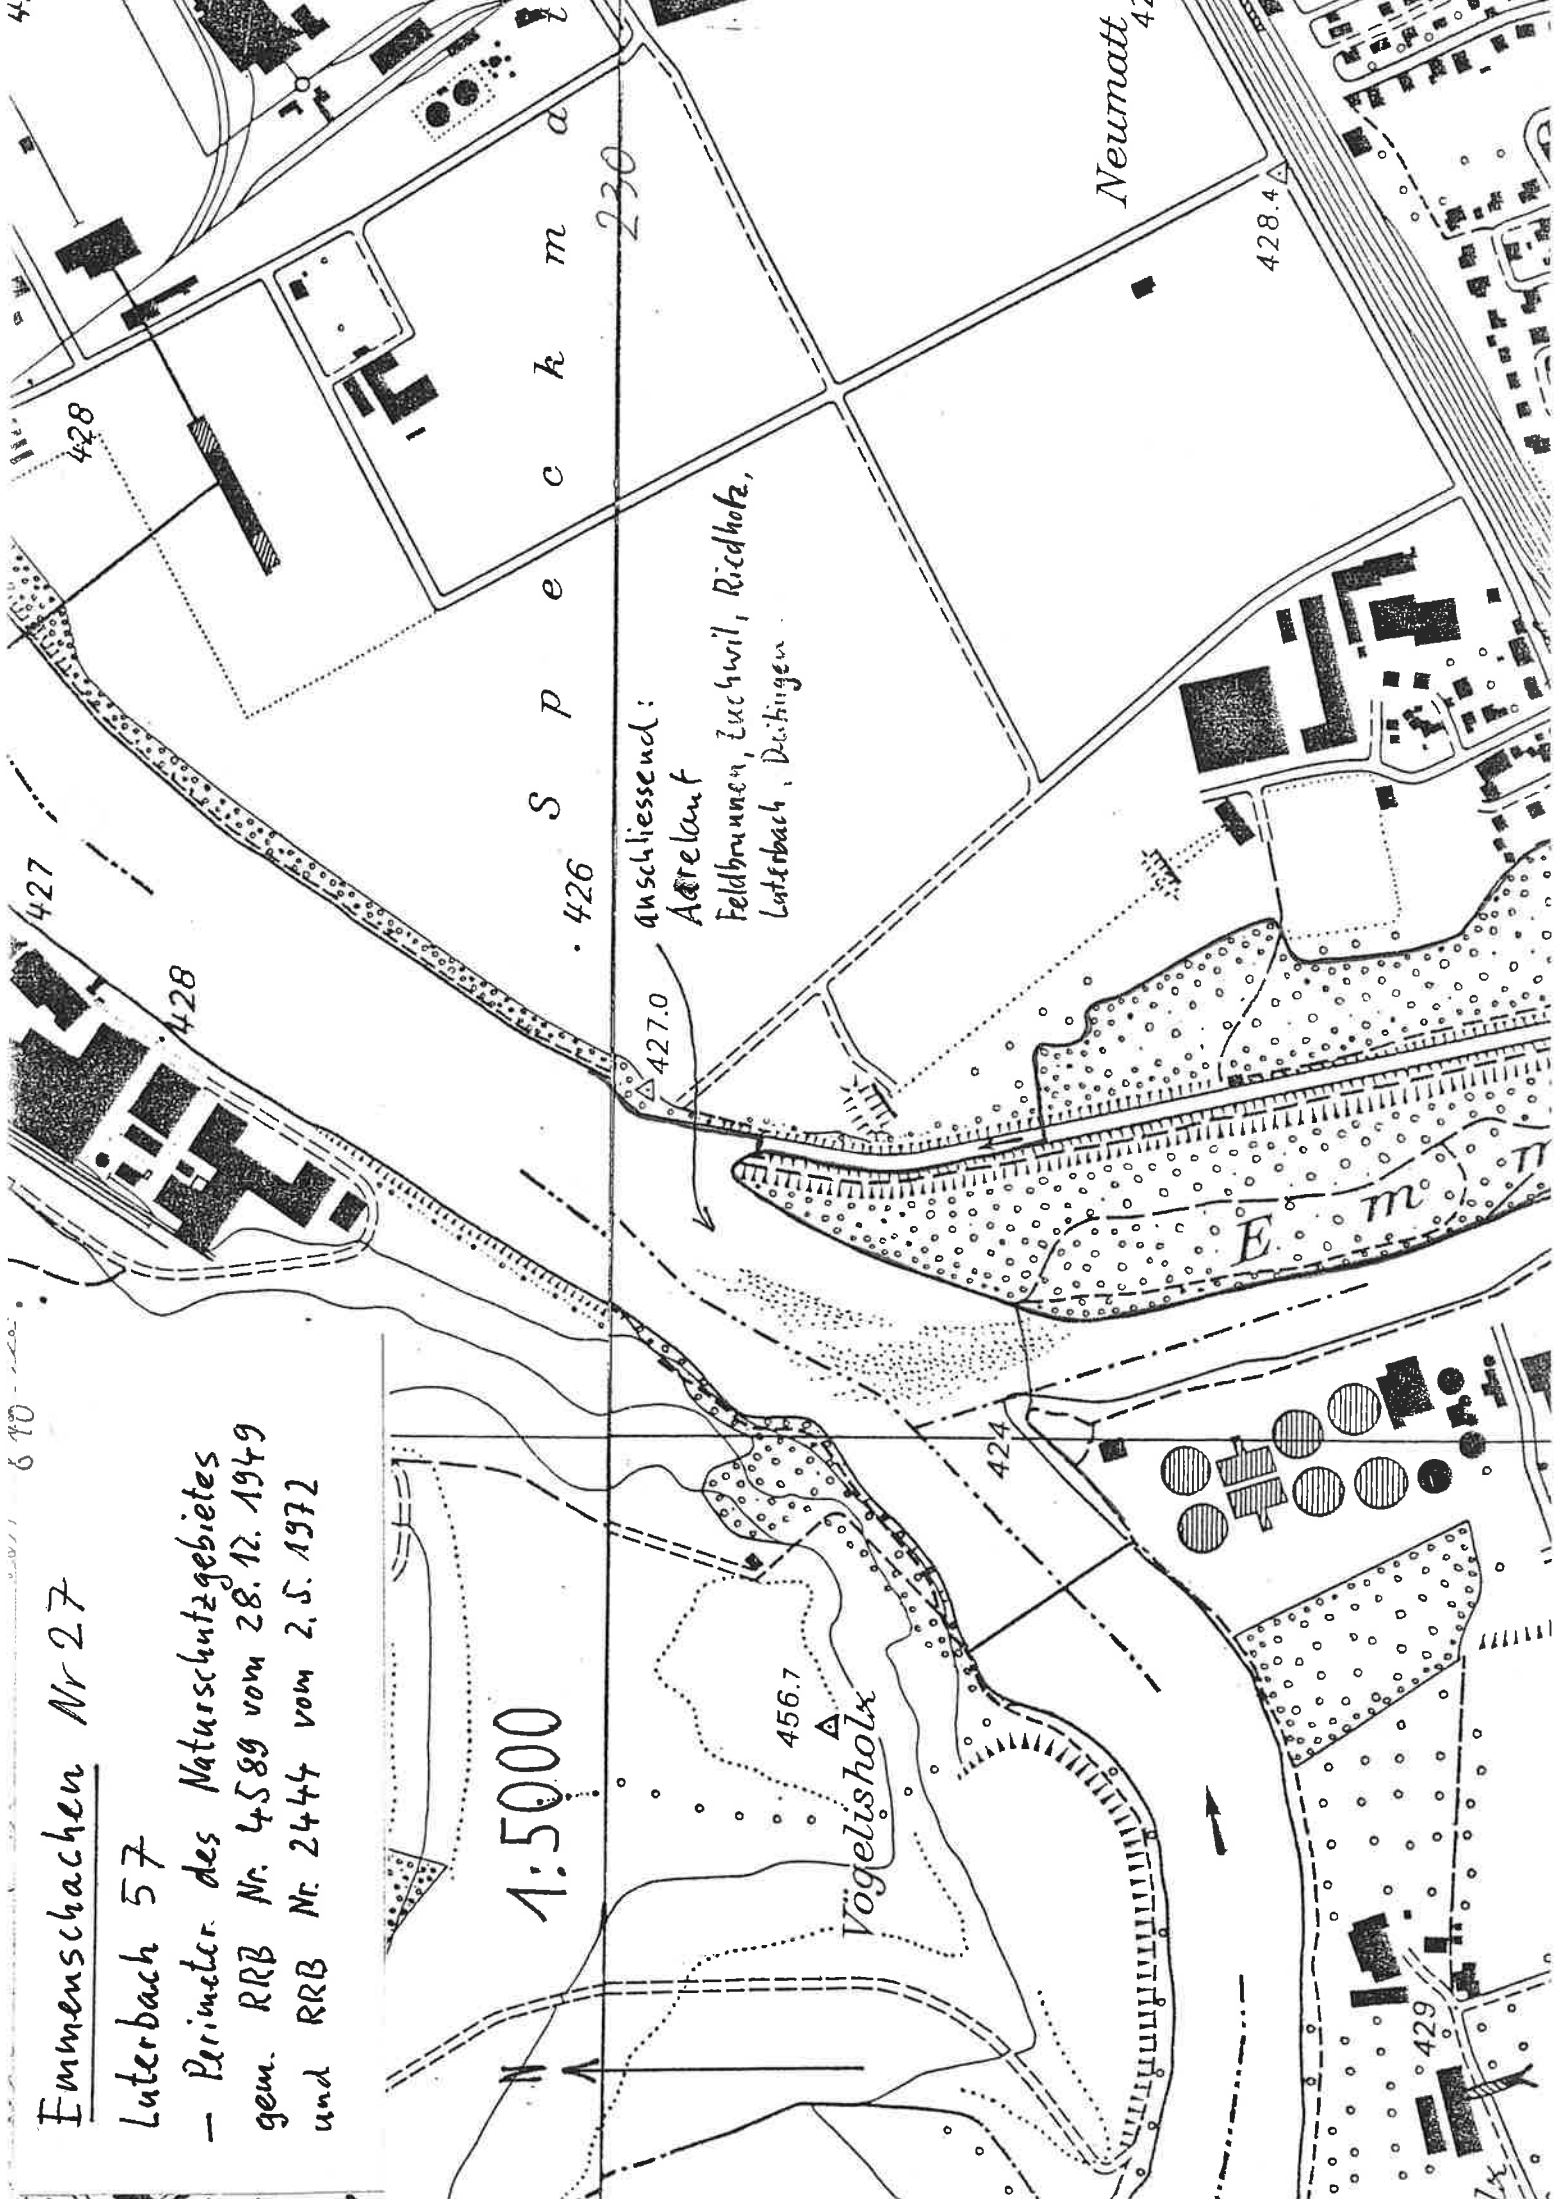 Emmenschachen Nr 27
Luterbach 57
— Perimeter des Naturschutzgebietes
gem. RRB Nr. 4589 vom 28.12.1949
und RRB Nr. 2444 vom 2.5.1972
1:5000
N
427
428
428
Speckma
230
426
anschliessend:
Aarelauf
Feldbrunnen, Zuchwil, Riedholz,
Luterbach, Deitingen.
427.0
Neumatt
428.4
456.7
Vögelisholz
424
E m m
429